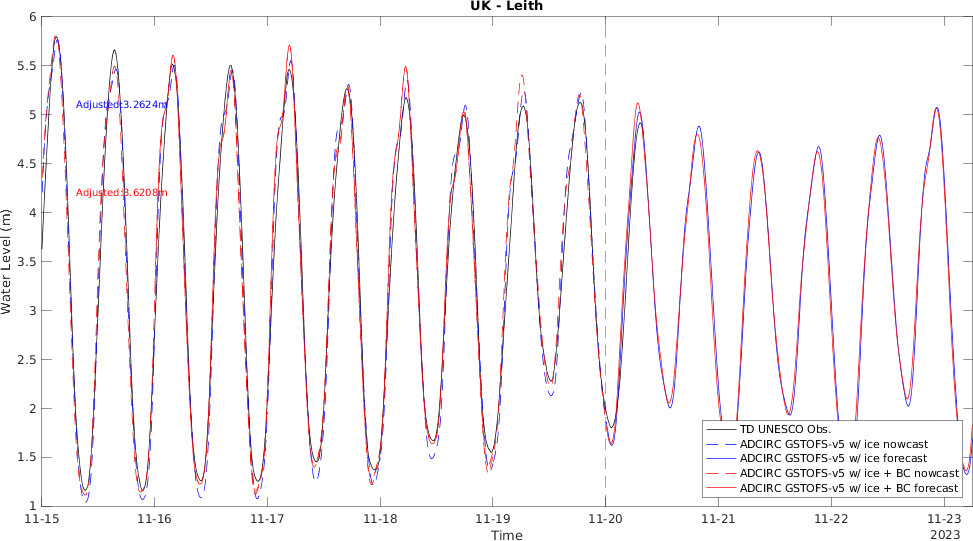 UK - Leith
6
5.5
5
4.5
4
3.5
3
2.5
2
1.5
1
Water Level (m)
Adjusted:3.2624m
Adjusted:3.6208m
TD UNESCO Obs.
ADCIRC GSTOFS-v5 w/ ice nowcast
ADCIRC GSTOFS-v5 w/ ice forecast
ADCIRC GSTOFS-v5 w/ ice + BC nowcast
ADCIRC GSTOFS-v5 w/ ice + BC forecast
11-15 11-16 11-17 11-18 11-19 11-20 11-21 11-22 11-23
Time
2023